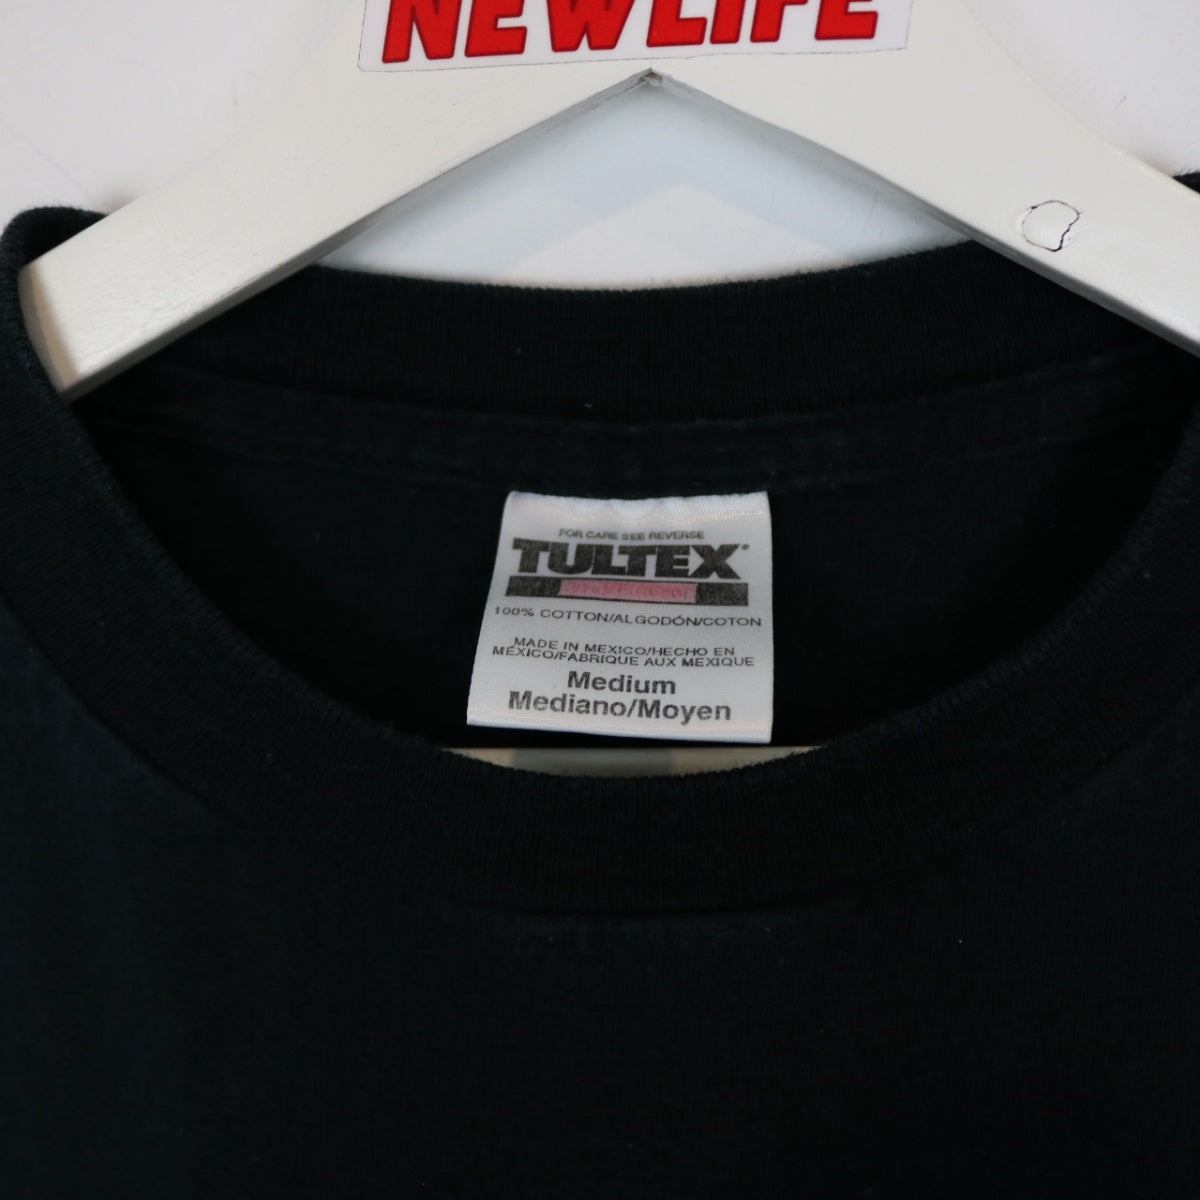 NEWLIFE
FOR CARE SEE REVERSE
TULTEX®
100% COTTON/ALGODÓN/COTON
MADE IN MEXICO/HECHO EN
MÉXICO/FABRIQUE AUX MEXIQUE
Medium
Mediano/Moyen